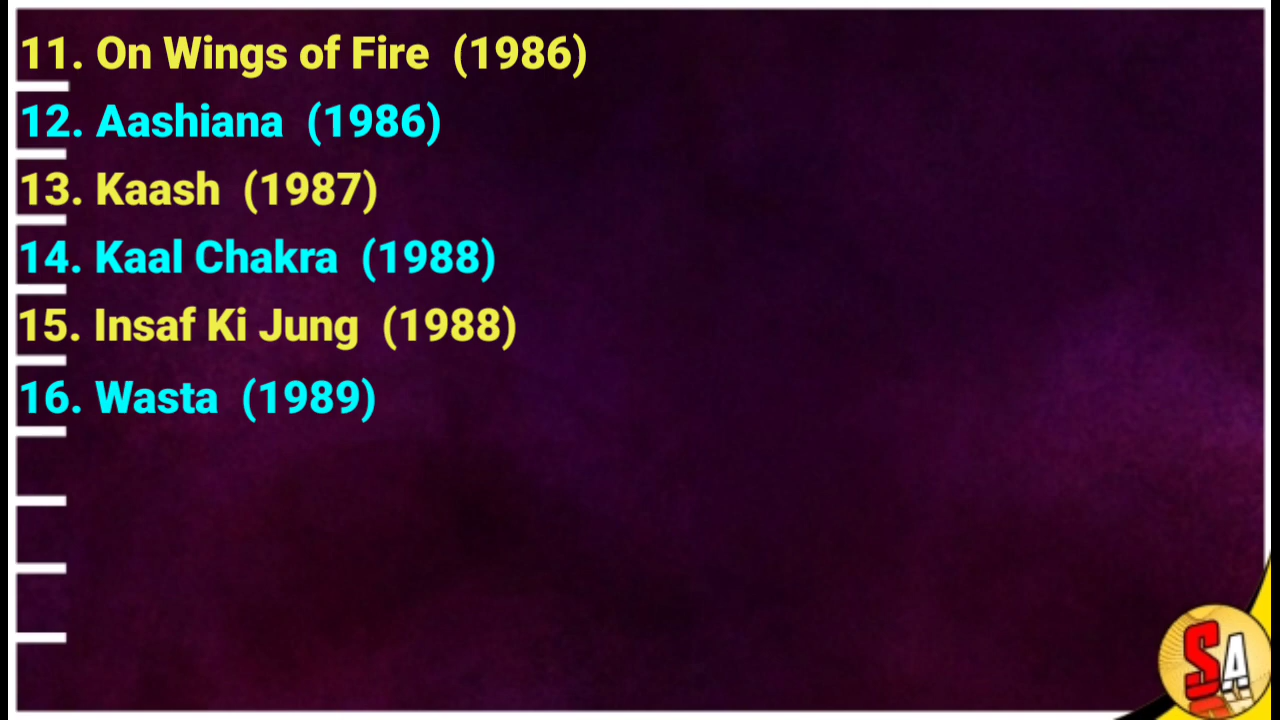 11. On Wings of Fire (1986)
12. Aashiana (1986)
13. Kaash (1987)
14. Kaal Chakra (1988)
15. Insaf Ki Jung (1988)
16. Wasta (1989)
SA